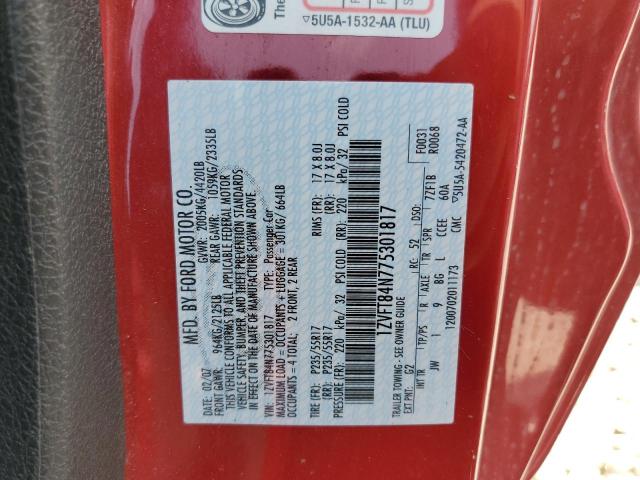 The
5U5A-1532-AA (TLU)
MFD. BY FORD MOTOR CO.
02/07 GVWR: 2005KG/4420LB
FRONT GAWR: 964KG/2125LB REAR GAWR: 1059KG/2335LB
THIS VEHICLE CONFORMS TO ALL APPLICABLE FEDERAL MOTOR
VEHICLE SAFETY, BUMPER, AND THEFT PREVENTION STANDARDS
IN EFFECT ON THE DATE OF MANUFACTURE SHOWN ABOVE.
VIN: 1ZVFT84N775301817 TYPE: Passenger Car
MAXIMUM LOAD = OCCUPANTS + LUGGAGE = 301KG/ 664LB
OCCUPANTS = 4 TOTAL: 2 FRONT, 2 REAR
TIRE (FR): P235/55R17 RIMS (FR): 17 X 8.0J
(RR): P235/55R17 (RR): 17 X 8.0J
PRESSURE (FR): 220 kPa/ 32 PSI COLD (RR): 220 kPa/ 32 PSI COLD
1ZVFT84N775301817
TRAILER TOWING - SEE OWNER GUIDE
EXT PNT: G2 RC: 52 DSO: F0031
R0068
INT TR TP/PS R AXLE TR SPR 7ZF1B
JW 1 9 BG L CCEE 60A
1200702011173 CMC 5U5A-5420472-AA